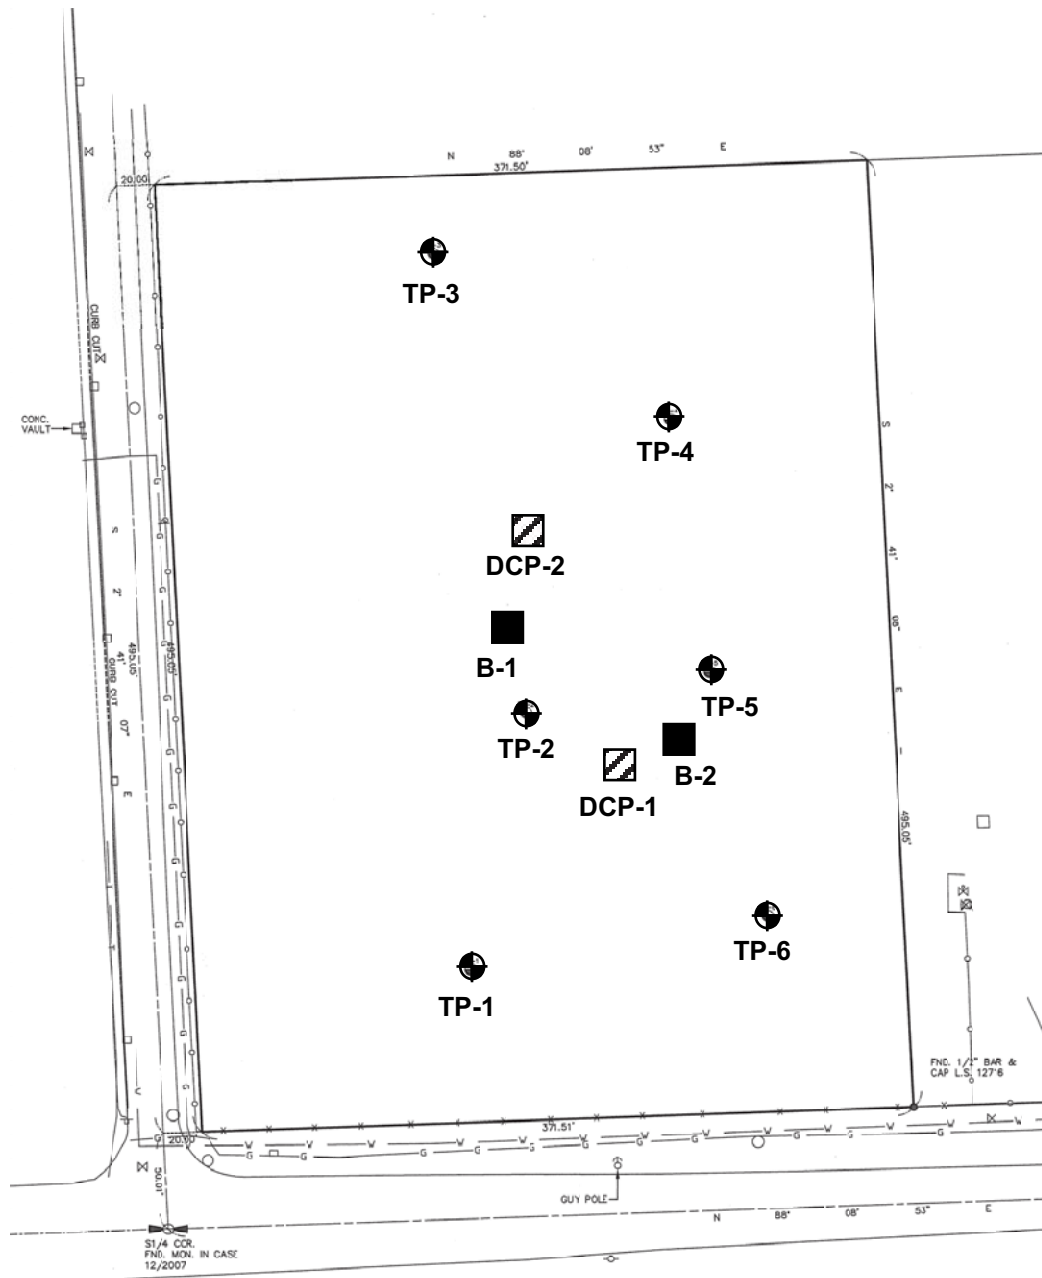 N 88° 08' 53" E
371.50'
20.00'
TP-3
CURB CUT
CONC.
VAULT
TP-4
S 2° 41' 08" E
495.05'
DCP-2
B-1
S 2° 41' 07" E
495.05'
495.05'
CURB CUT
TP-5
TP-2
B-2
DCP-1
TP-6
TP-1
G
W
X
FND. 1/2" BAR &
CAP L.S.
371.51'
20.00'
50.01'
GUY POLE
N 88° 08' 53" E
S1/4 COR.
FND. MON. IN CASE
12/2007